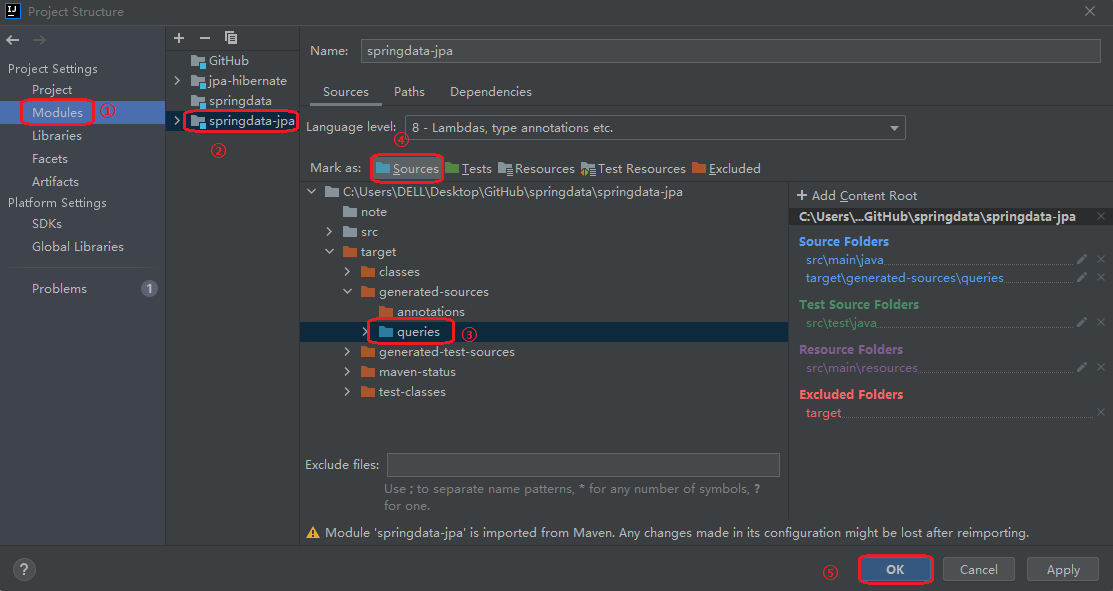 IJ Project Structure
Project Settings
Project
Modules ①
Libraries
Facets
Artifacts
Platform Settings
SDKs
Global Libraries
Problems 1
GitHub
jpa-hibernate
springdata
springdata-jpa
②
Name: springdata-jpa
Sources Paths Dependencies
Language level: 8 - Lambdas, type annotations etc.
④
Mark as: Sources Tests Resources Test Resources Excluded
C:\Users\DELL\Desktop\GitHub\springdata\springdata-jpa
note
src
target
classes
generated-sources
annotations
queries ③
generated-test-sources
maven-status
test-classes
+ Add Content Root
C:\Users\...GitHub\springdata\springdata-jpa
Source Folders
src\main\java
target\generated-sources\queries
Test Source Folders
src\test\java
Resource Folders
src\main\resources
Excluded Folders
target
Exclude files:
Use ; to separate name patterns, * for any number of symbols, ?
for one.
Module 'springdata-jpa' is imported from Maven. Any changes made in its configuration might be lost after reimporting.
? ⑤ OK Cancel Apply